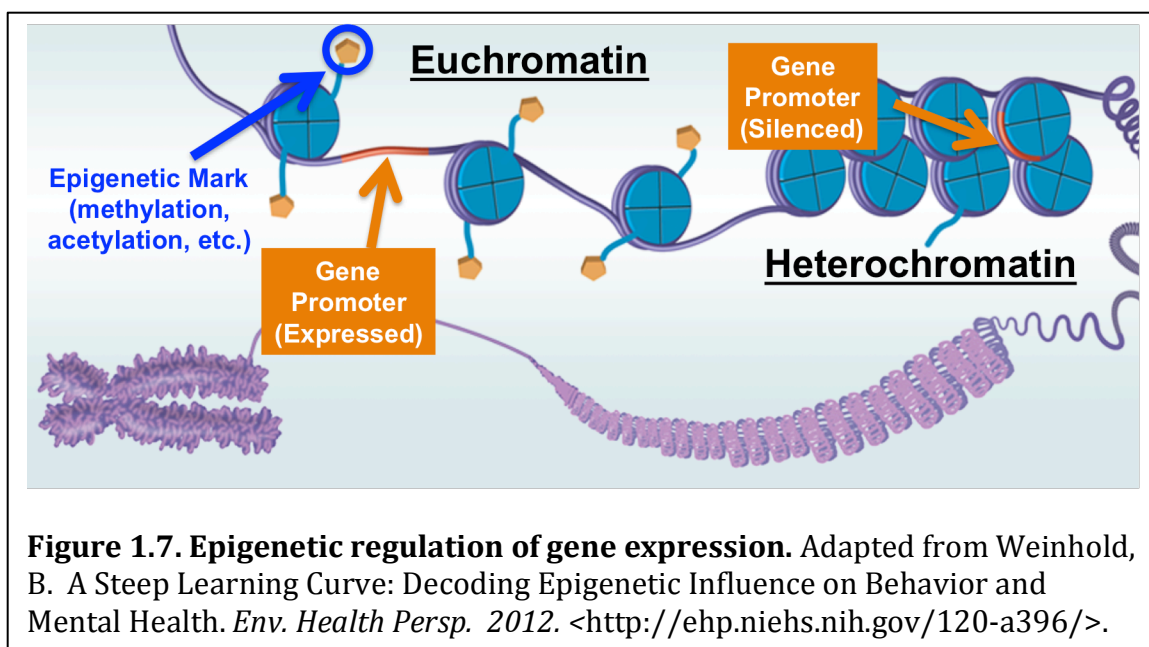 Euchromatin
Gene
Promoter
(Silenced)
Epigenetic Mark
(methylation,
acetylation, etc.)
Gene
Promoter
(Expressed)
Heterochromatin
Figure 1.7. Epigenetic regulation of gene expression. Adapted from Weinhold,
B. A Steep Learning Curve: Decoding Epigenetic Influence on Behavior and
Mental Health. Env. Health Persp. 2012. <http://ehp.niehs.nih.gov/120-a396/>.